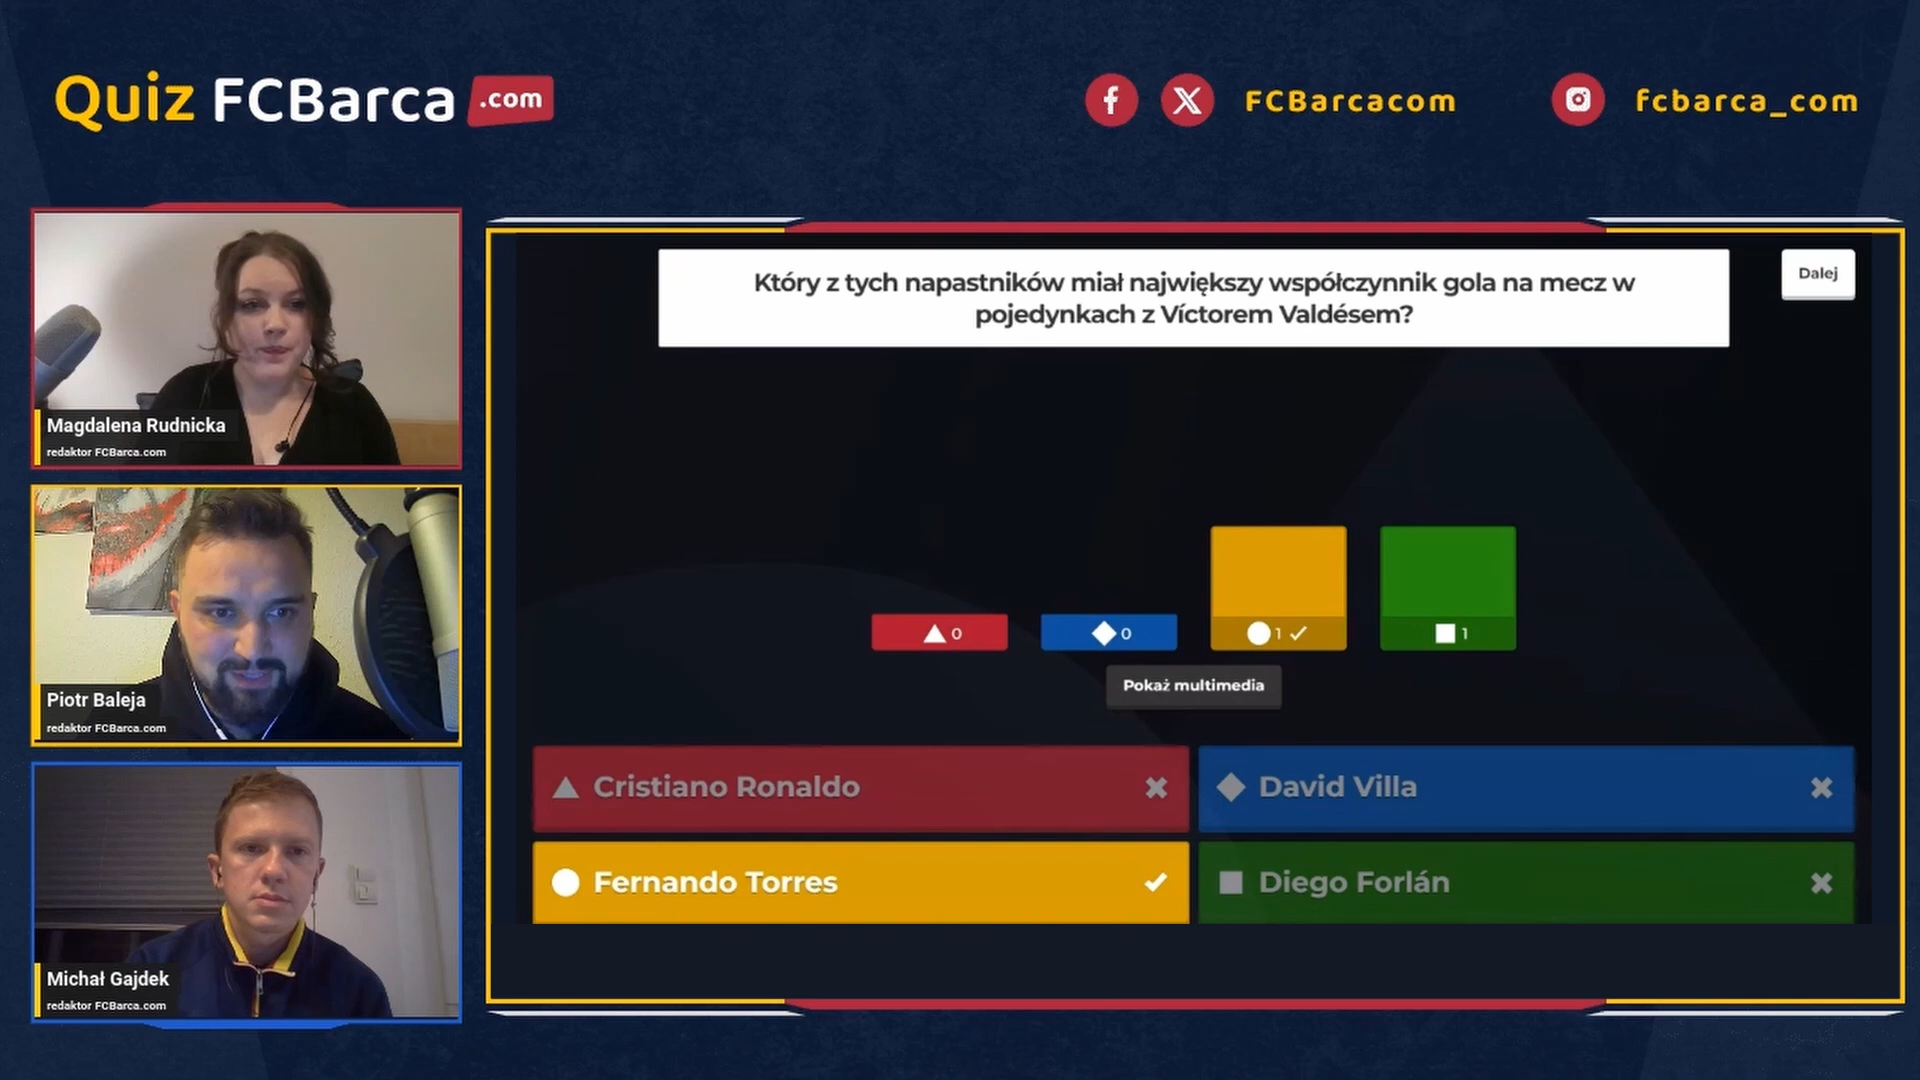 Quiz FCBarca .com
FCBarcacom
fcbarca_com
Magdalena Rudnicka
redaktor FCBarca.com
Piotr Baleja
redaktor FCBarca.com
Michał Gajdek
redaktor FCBarca.com
Który z tych napastników miał największy współczynnik gola na mecz w
pojedynkach z Víctorem Valdésem?
Dalej
0
0
1
1
Pokaż multimedia
Cristiano Ronaldo
David Villa
Fernando Torres
Diego Forlán